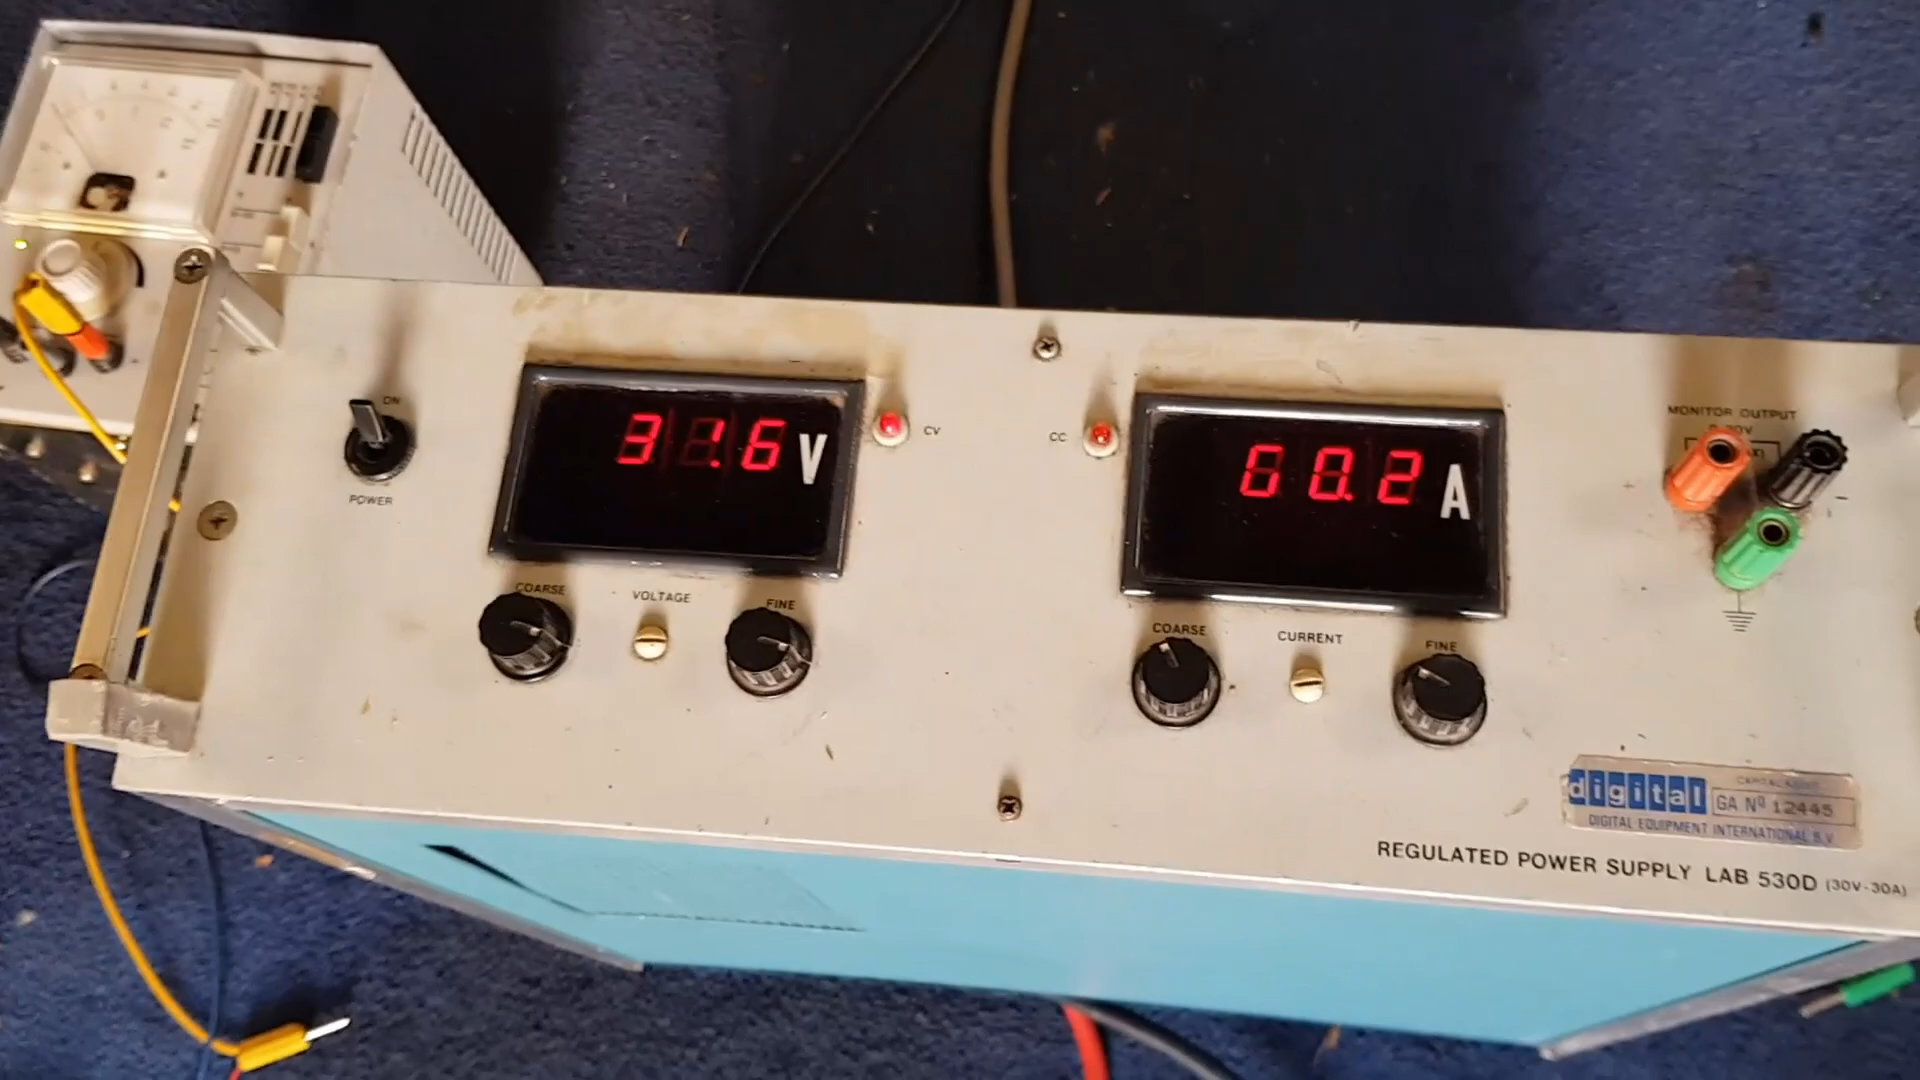 ON
POWER
31.6 V
CV
CC
00.2 A
MONITOR OUTPUT
COARSE
VOLTAGE
FINE
COARSE
CURRENT
FINE
+
-
digital
GA Nº 12445
DIGITAL EQUIPMENT INTERNATIONAL B.V.
REGULATED POWER SUPPLY LAB 530D (30V-30A)